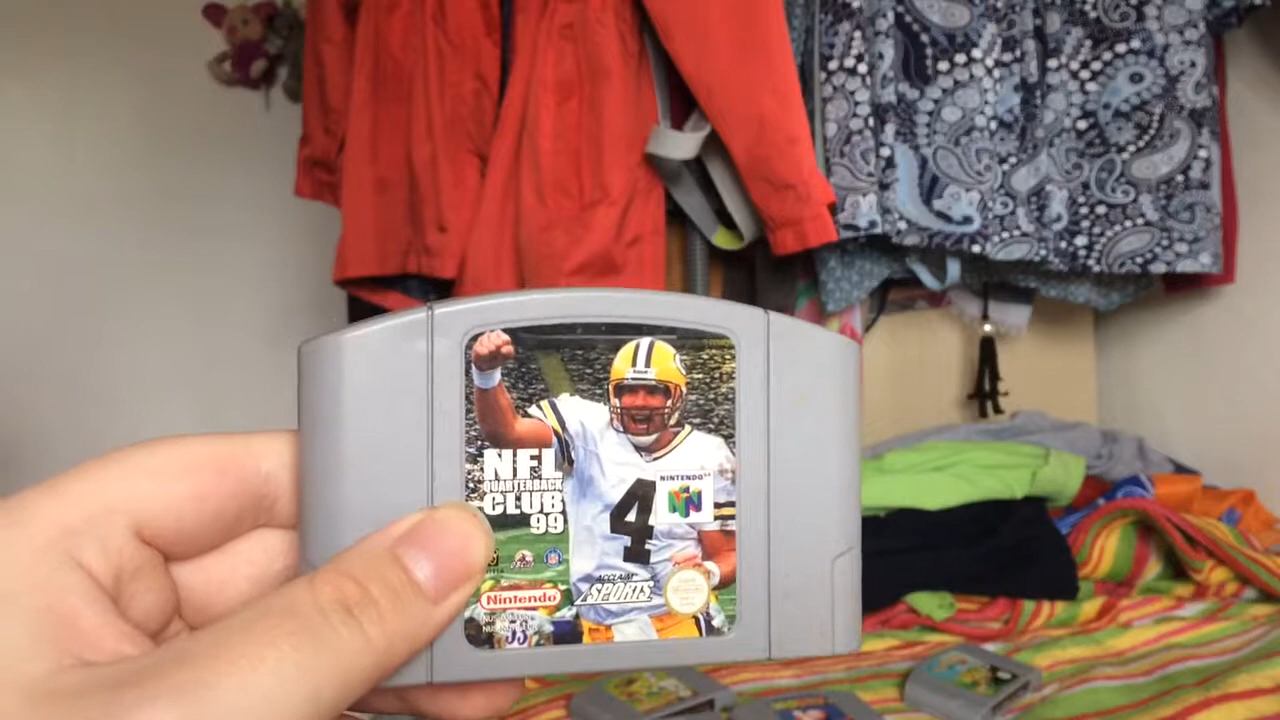 NFL
QUARTERBACK
CLUB
99
4
NINTENDO64
ACCLAIM
SPORTS
Nintendo